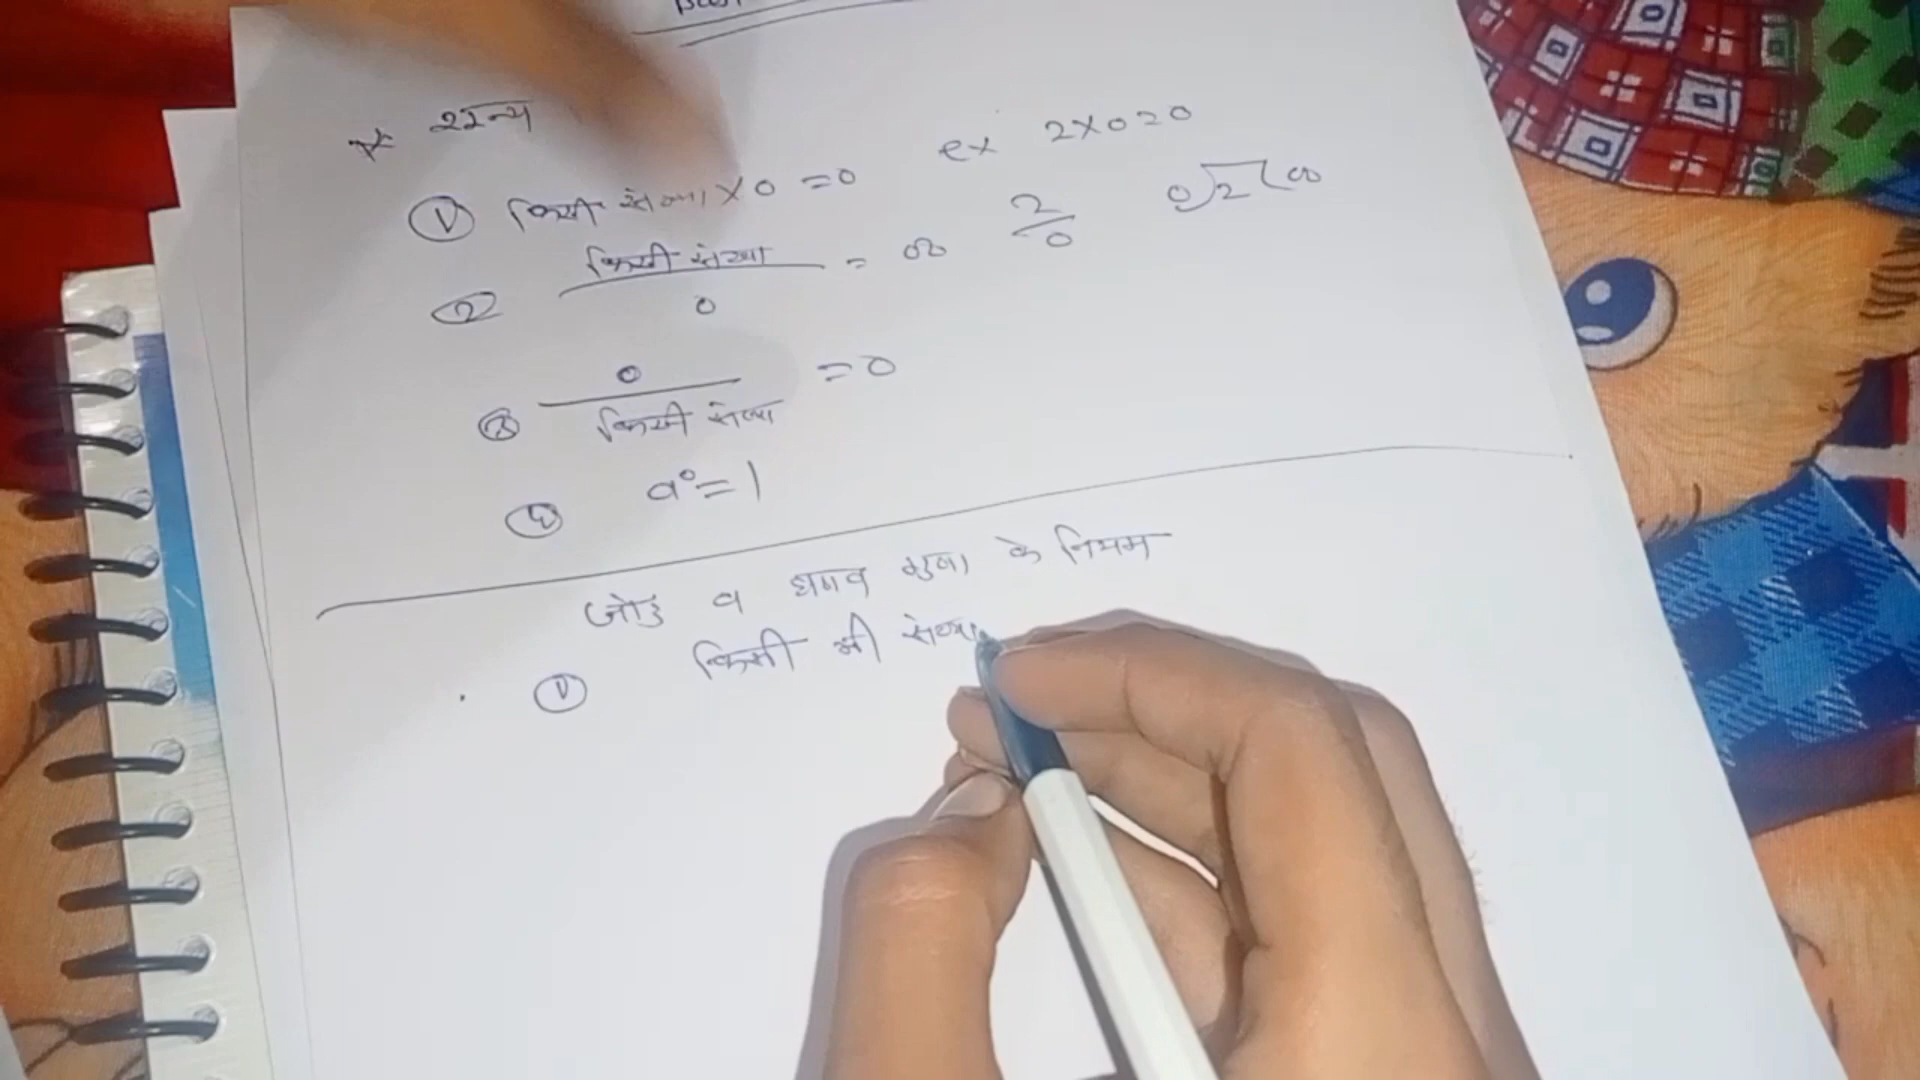 * शून्य
① किसी संख्या × 0 = 0 ex 2×0=0
② किसी संख्या / 0 = ∞ 2/0 0)2(∞
③ 0 / किसी संख्या = 0
④ a⁰ = 1
जोड़ व घटाव गुणा के नियम
① किसी भी संख्या